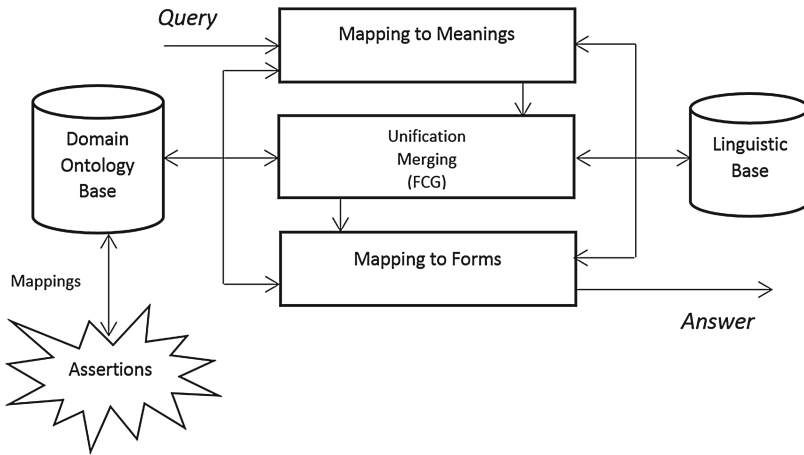 Query
Mapping to Meanings
Domain
Ontology
Base
Unification
Merging
(FCG)
Linguistic
Base
Mapping to Forms
Mappings
Answer
Assertions